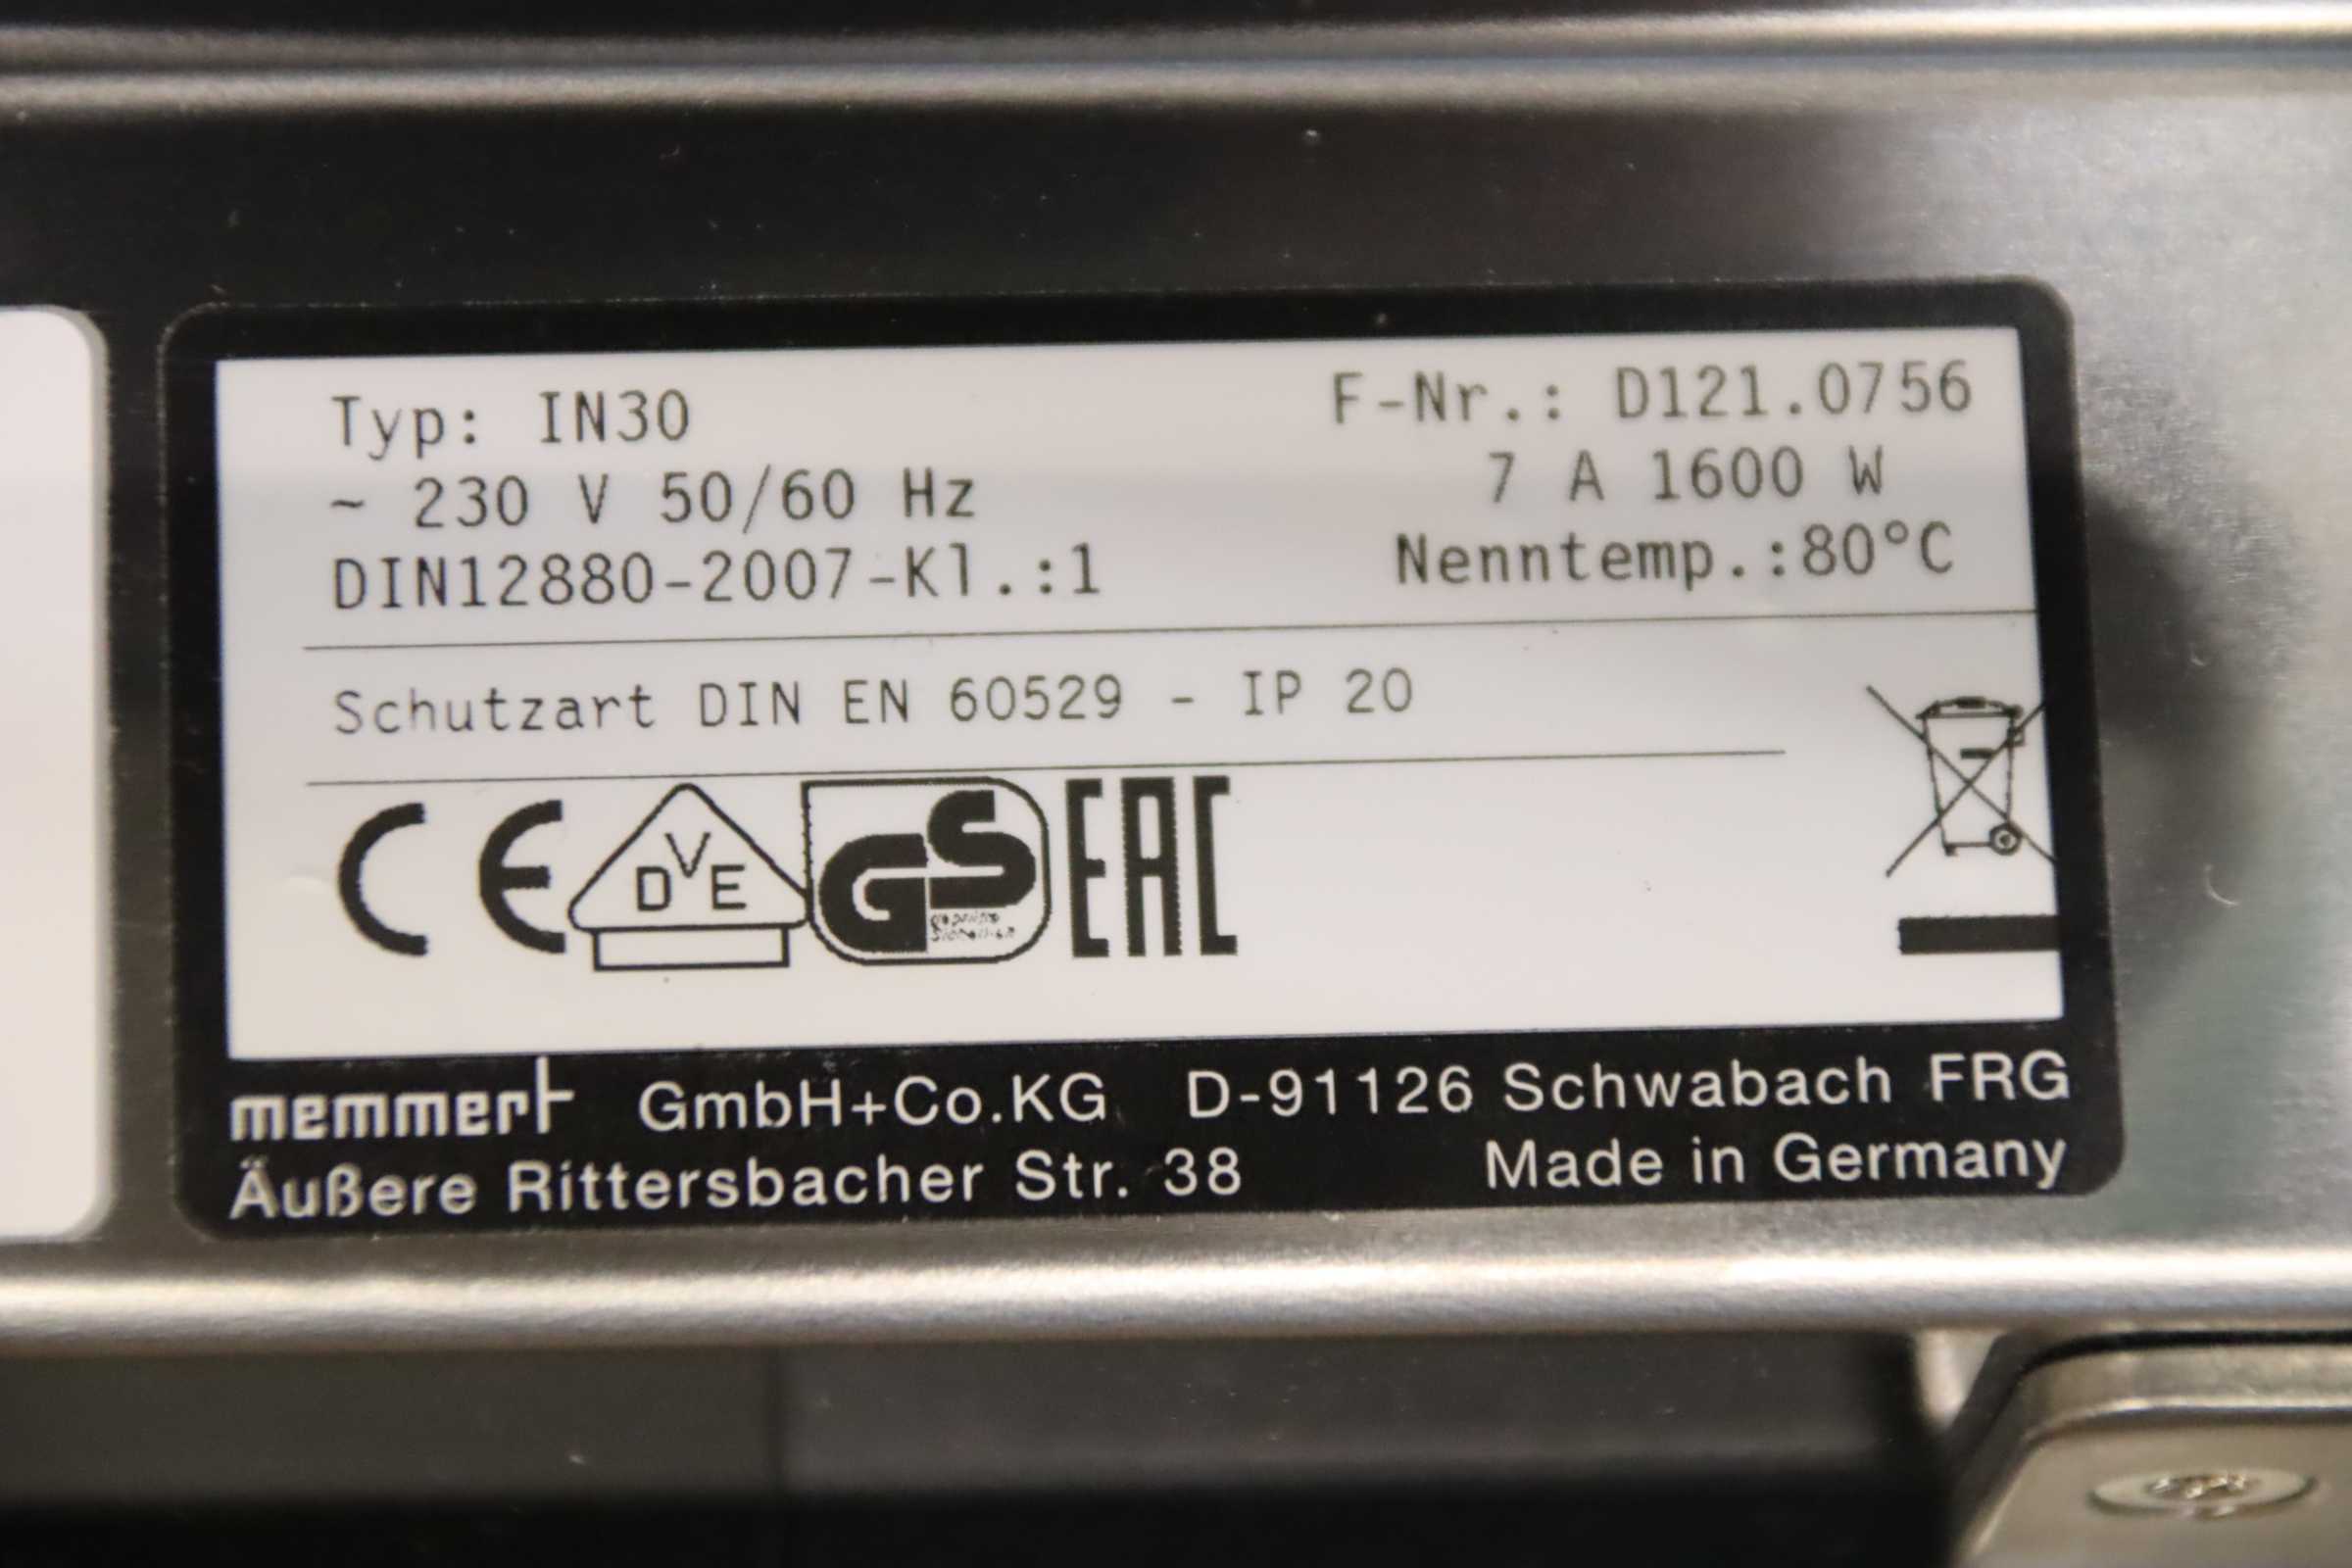 Typ: IN30 F-Nr.: D121.0756
~ 230 V 50/60 Hz 7 A 1600 W
DIN12880-2007-Kl.:1 Nenntemp.:80°C
Schutzart DIN EN 60529 - IP 20
CE DVE GS EAC
memmert GmbH+Co.KG D-91126 Schwabach FRG
Äußere Rittersbacher Str. 38 Made in Germany